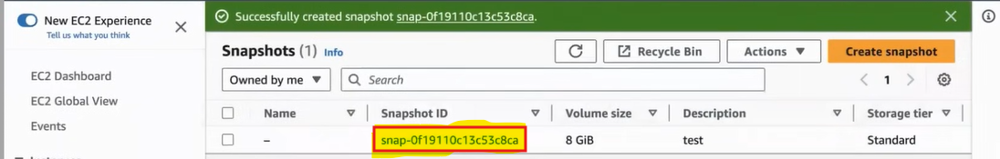 New EC2 Experience
Tell us what you think
EC2 Dashboard
EC2 Global View
Events
Successfully created snapshot snap-0f19110c13c53c8ca.
Snapshots (1) Info
Recycle Bin
Actions
Create snapshot
Owned by me
Search
1
Name Snapshot ID Volume size Description Storage tier
– snap-0f19110c13c53c8ca 8 GiB test Standard